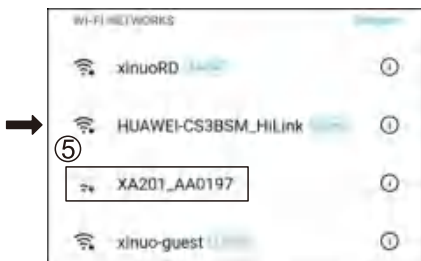 WI-FI NETWORKS
xinuoRD
HUAWEI-CS3BSM_HiLink
⑤
XA201_AA0197
xinuo-guest